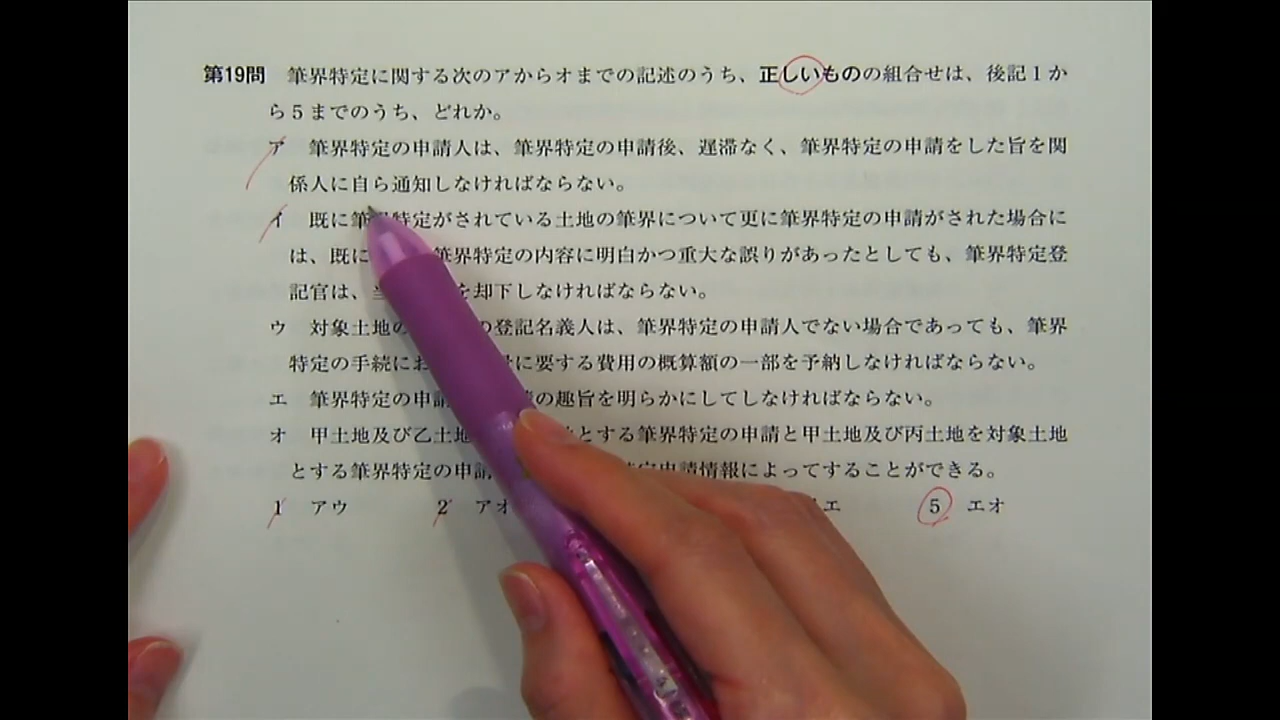 第19問 筆界特定に関する次のアからオまでの記述のうち、正しいものの組合せは、後記1か
ら5までのうち、どれか。
ア 筆界特定の申請人は、筆界特定の申請後、遅滞なく、筆界特定の申請をした旨を関
係人に自ら通知しなければならない。
イ 既に筆界特定がされている土地の筆界について更に筆界特定の申請がされた場合に
は、既に 筆界特定の内容に明白かつ重大な誤りがあったとしても、筆界特定登
記官は、当 を却下しなければならない。
ウ 対象土地の の登記名義人は、筆界特定の申請人でない場合であっても、筆界
特定の手続にお に要する費用の概算額の一部を予納しなければならない。
エ 筆界特定の申請 の趣旨を明らかにしてしなければならない。
オ 甲土地及び乙土地 とする筆界特定の申請と甲土地及び丙土地を対象土地
とする筆界特定の申請 定申請情報によってすることができる。
1 アウ 2 アオ エ 5 エオ